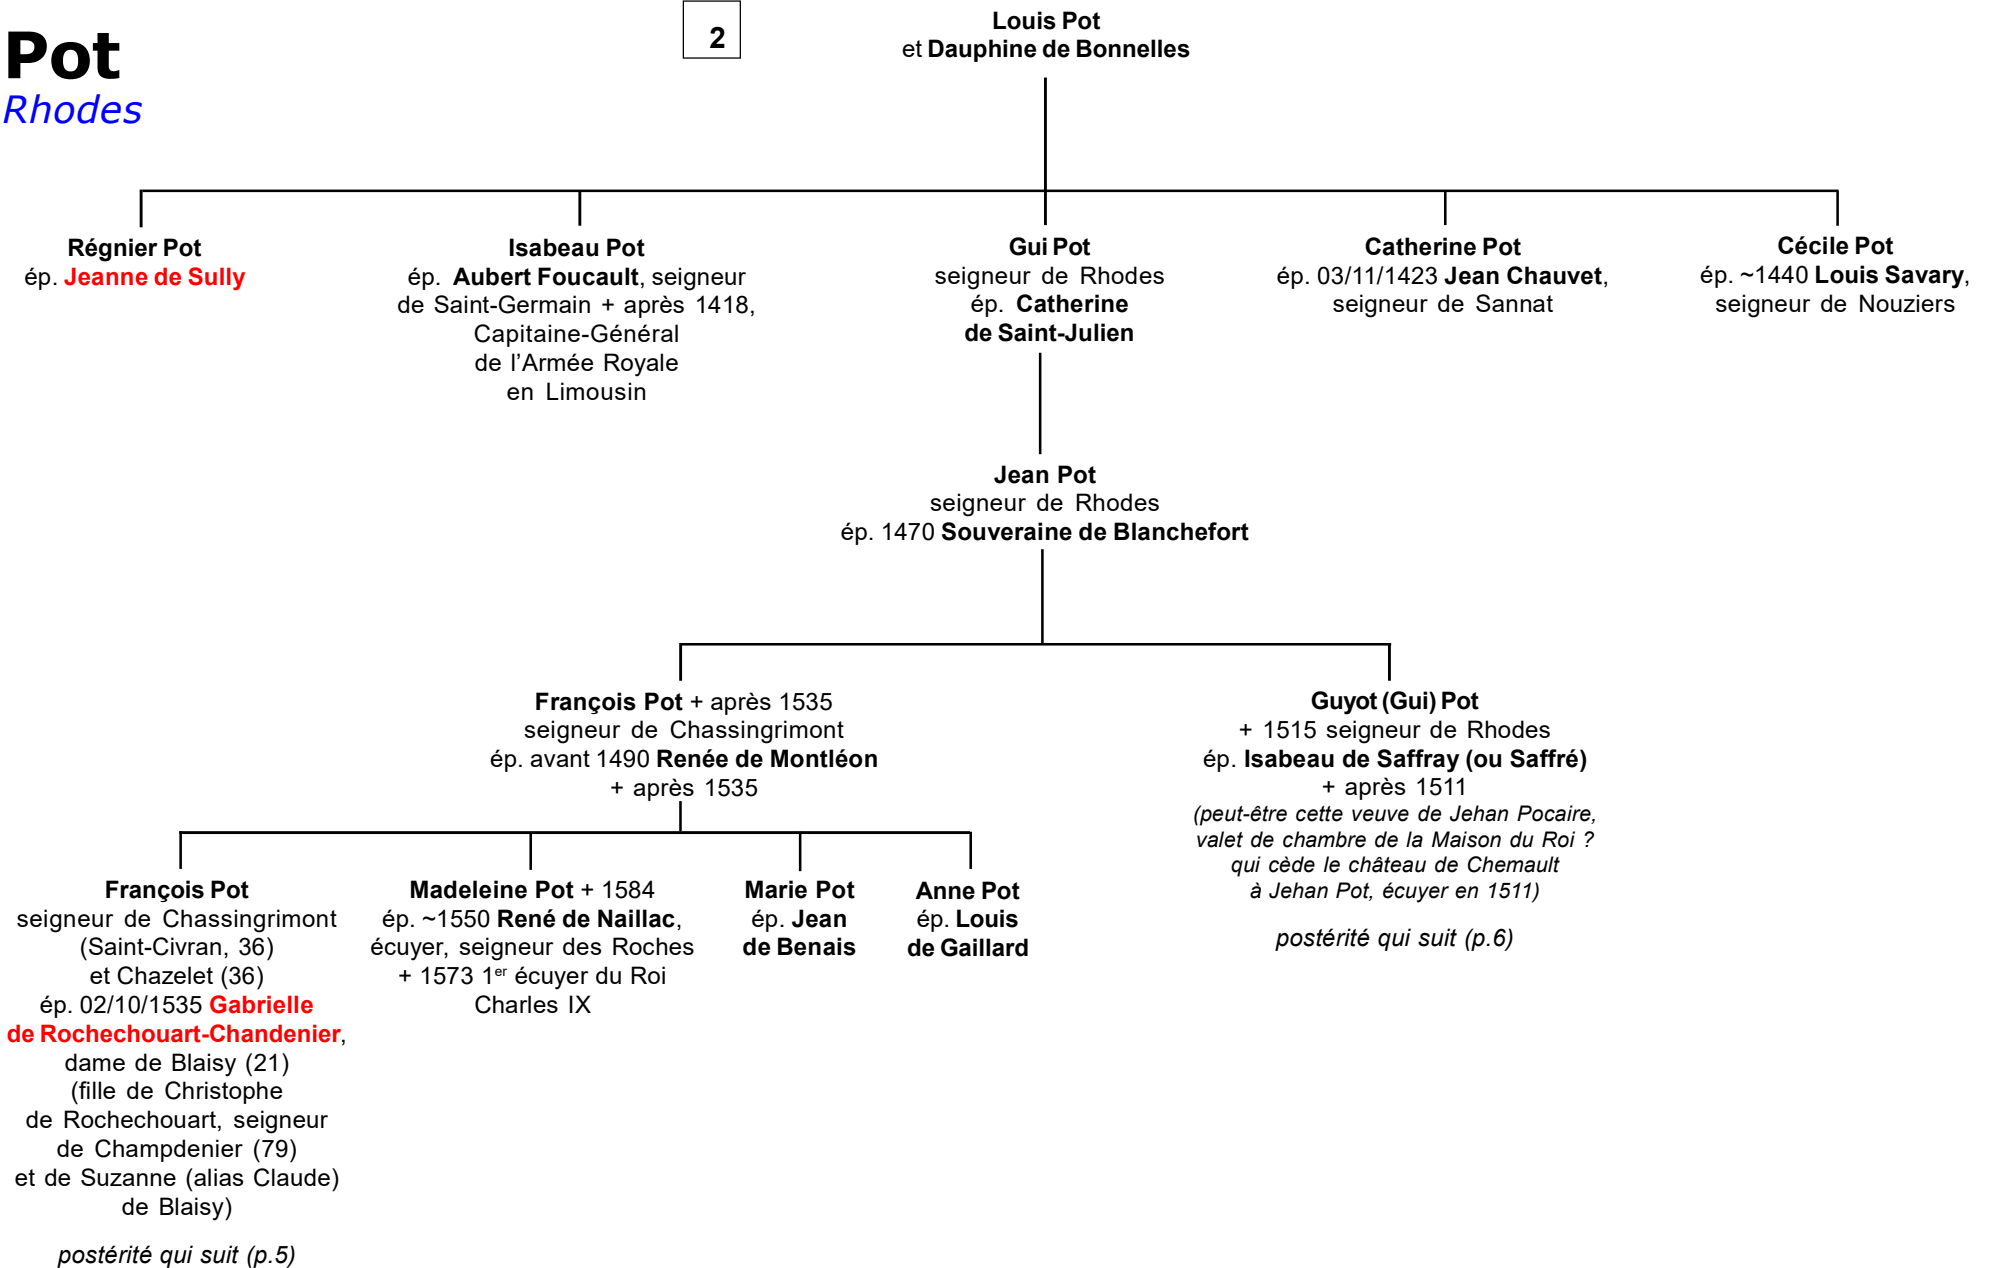 Pot
Rhodes
2
Louis Pot
et Dauphine de Bonnelles
Régnier Pot
ép. Jeanne de Sully
Isabeau Pot
ép. Aubert Foucault, seigneur
de Saint-Germain + après 1418,
Capitaine-Général
de l’Armée Royale
en Limousin
Gui Pot
seigneur de Rhodes
ép. Catherine
de Saint-Julien
Catherine Pot
ép. 03/11/1423 Jean Chauvet,
seigneur de Sannat
Cécile Pot
ép. ~1440 Louis Savary,
seigneur de Nouziers
Jean Pot
seigneur de Rhodes
ép. 1470 Souveraine de Blanchefort
François Pot + après 1535
seigneur de Chassingrimont
ép. avant 1490 Renée de Montléon
+ après 1535
Guyot (Gui) Pot
+ 1515 seigneur de Rhodes
ép. Isabeau de Saffray (ou Saffré)
+ après 1511
(peut-être cette veuve de Jehan Pocaire,
valet de chambre de la Maison du Roi ?
qui cède le château de Chemault
à Jehan Pot, écuyer en 1511)
postérité qui suit (p.6)
François Pot
seigneur de Chassingrimont
(Saint-Civran, 36)
et Chazelet (36)
ép. 02/10/1535 Gabrielle
de Rochechouart-Chandenier,
dame de Blaisy (21)
(fille de Christophe
de Rochechouart, seigneur
de Champdenier (79)
et de Suzanne (alias Claude)
de Blaisy)
postérité qui suit (p.5)
Madeleine Pot + 1584
ép. ~1550 René de Naillac,
écuyer, seigneur des Roches
+ 1573 1er écuyer du Roi
Charles IX
Marie Pot
ép. Jean
de Benais
Anne Pot
ép. Louis
de Gaillard